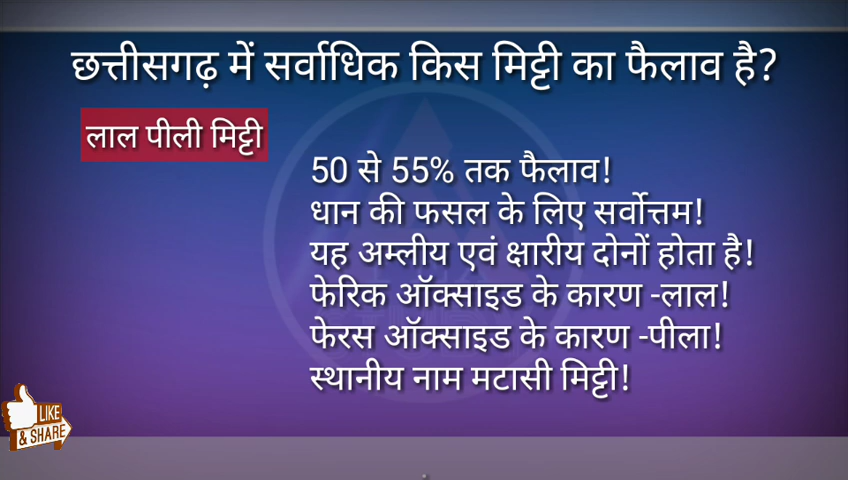 छत्तीसगढ़ में सर्वाधिक किस मिट्टी का फैलाव है?
लाल पीली मिट्टी
50 से 55% तक फैलाव!
धान की फसल के लिए सर्वोत्तम!
यह अम्लीय एवं क्षारीय दोनों होता है!
फेरिक ऑक्साइड के कारण -लाल!
फेरस ऑक्साइड के कारण -पीला!
स्थानीय नाम मटासी मिट्टी!
LIKE
& SHARE